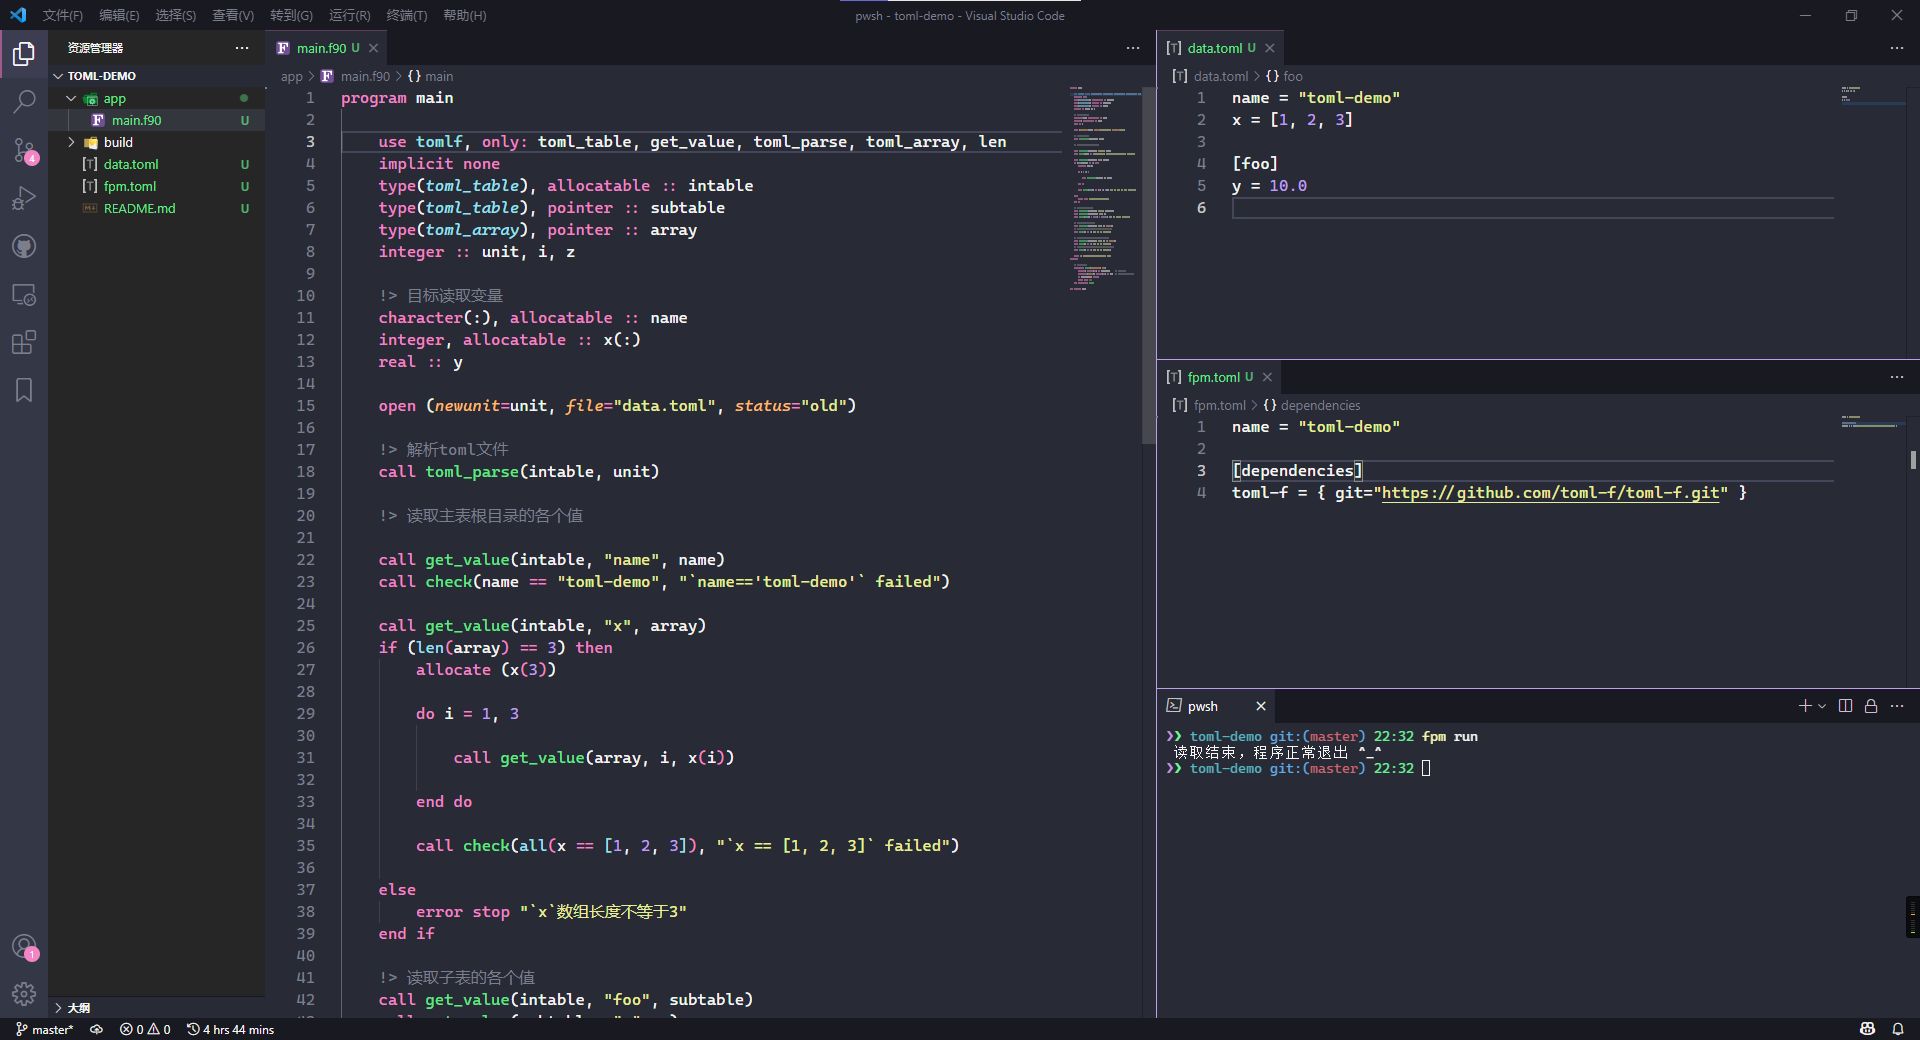 文件(F) 编辑(E) 选择(S) 查看(V) 转到(G) 运行(R) 终端(T) 帮助(H)
pwsh - toml-demo - Visual Studio Code
资源管理器
TOML-DEMO
app
main.f90 U
build
data.toml U
fpm.toml U
README.md U
大纲
4
1
main.f90 U
app > main.f90 > {} main
1 program main
2
3 use tomlf, only: toml_table, get_value, toml_parse, toml_array, len
4 implicit none
5 type(toml_table), allocatable :: intable
6 type(toml_table), pointer :: subtable
7 type(toml_array), pointer :: array
8 integer :: unit, i, z
9
10 !> 目标读取变量
11 character(:), allocatable :: name
12 integer, allocatable :: x(:)
13 real :: y
14
15 open (newunit=unit, file="data.toml", status="old")
16
17 !> 解析toml文件
18 call toml_parse(intable, unit)
19
20 !> 读取主表根目录的各个值
21
22 call get_value(intable, "name", name)
23 call check(name == "toml-demo", "`name=='toml-demo'` failed")
24
25 call get_value(intable, "x", array)
26 if (len(array) == 3) then
27 allocate (x(3))
28
29 do i = 1, 3
30
31 call get_value(array, i, x(i))
32
33 end do
34
35 call check(all(x == [1, 2, 3]), "`x == [1, 2, 3]` failed")
36
37 else
38 error stop "`x`数组长度不等于3"
39 end if
40
41 !> 读取子表的各个值
42 call get_value(intable, "foo", subtable)
[T] data.toml U
[T] data.toml > {} foo
1 name = "toml-demo"
2 x = [1, 2, 3]
3
4 [foo]
5 y = 10.0
6
[T] fpm.toml U
[T] fpm.toml > {} dependencies
1 name = "toml-demo"
2
3 [dependencies]
4 toml-f = { git="https://github.com/toml-f/toml-f.git" }
pwsh
❯❯ toml-demo git:(master) 22:32 fpm run
读取结束，程序正常退出 ^_^
❯❯ toml-demo git:(master) 22:32
master* 0 0 4 hrs 44 mins